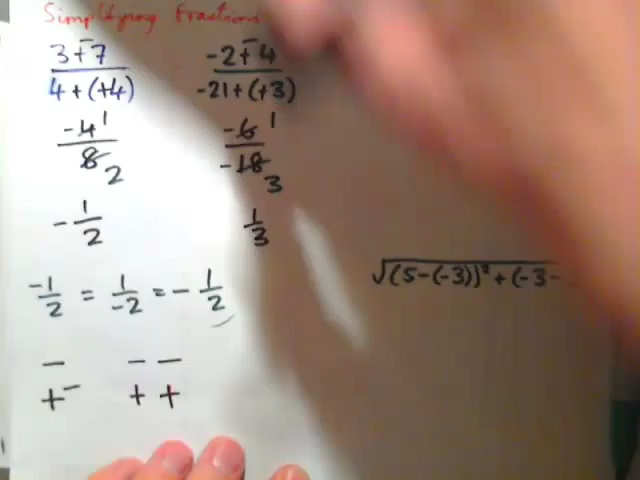 Simplifying Fractions
3 + -7 / 4 + (+4)
-2 + -4 / -21 + (+3)
-4 1 / 8 2
-6 1 / -18 3
- 1/2
1/3
-1/2 = 1/-2 = - 1/2
√(5-(-3))² + (-3-
− − −
+ − + +